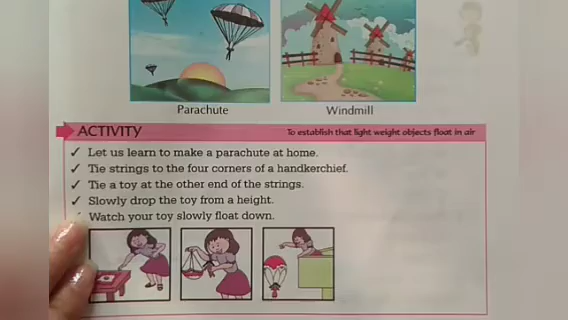 Parachute Windmill
ACTIVITY To establish that light weight objects float in air
✓ Let us learn to make a parachute at home.
✓ Tie strings to the four corners of a handkerchief.
✓ Tie a toy at the other end of the strings.
✓ Slowly drop the toy from a height.
✓ Watch your toy slowly float down.